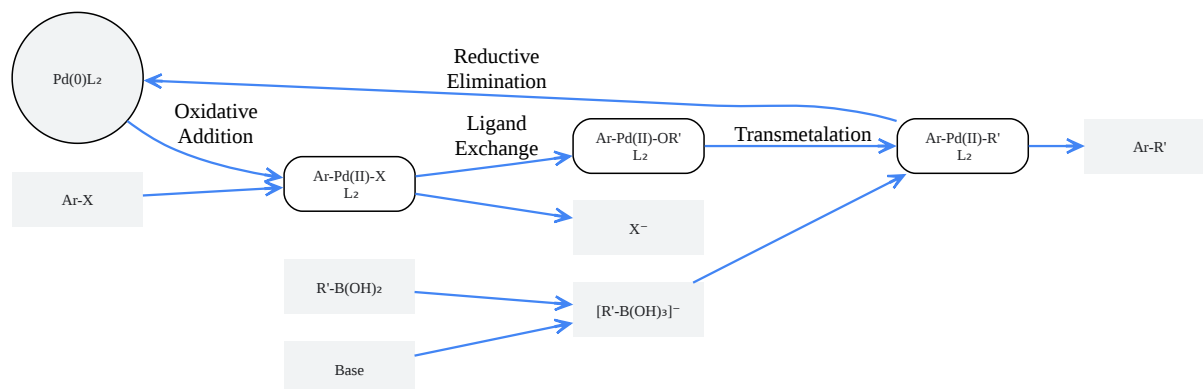 Pd(0)L₂
Reductive
Elimination
Oxidative
Addition
Ligand
Exchange
Ar-Pd(II)-OR'
L₂
Transmetalation
Ar-Pd(II)-R'
L₂
Ar-R'
Ar-Pd(II)-X
L₂
Ar-X
X⁻
R'-B(OH)₂
[R'-B(OH)₃]⁻
Base